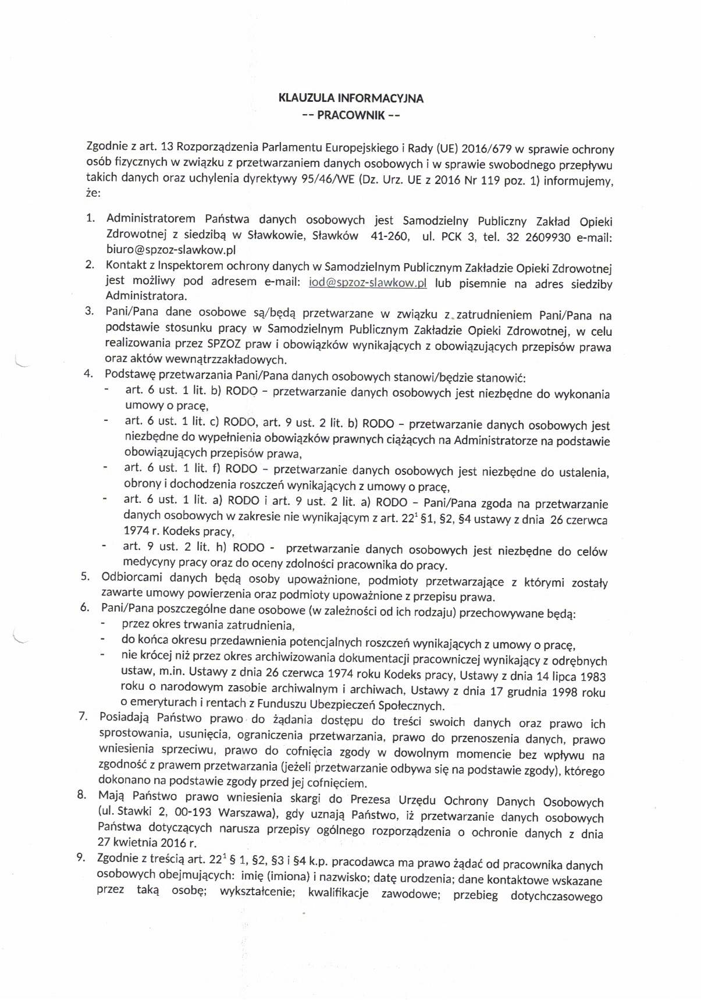 KLAUZULA INFORMACYJNA
-- PRACOWNIK --
Zgodnie z art. 13 Rozporządzenia Parlamentu Europejskiego i Rady (UE) 2016/679 w sprawie ochrony
osób fizycznych w związku z przetwarzaniem danych osobowych i w sprawie swobodnego przepływu
takich danych oraz uchylenia dyrektywy 95/46/WE (Dz. Urz. UE z 2016 Nr 119 poz. 1) informujemy,
że:
1. Administratorem Państwa danych osobowych jest Samodzielny Publiczny Zakład Opieki
Zdrowotnej z siedzibą w Sławkowie, Sławków 41-260, ul. PCK 3, tel. 32 2609930 e-mail:
biuro@spzoz-slawkow.pl
2. Kontakt z Inspektorem ochrony danych w Samodzielnym Publicznym Zakładzie Opieki Zdrowotnej
jest możliwy pod adresem e-mail: iod@spzoz-slawkow.pl lub pisemnie na adres siedziby
Administratora.
3. Pani/Pana dane osobowe są/będą przetwarzane w związku z zatrudnieniem Pani/Pana na
podstawie stosunku pracy w Samodzielnym Publicznym Zakładzie Opieki Zdrowotnej, w celu
realizowania przez SPZOZ praw i obowiązków wynikających z obowiązujących przepisów prawa
oraz aktów wewnątrzzakładowych.
4. Podstawę przetwarzania Pani/Pana danych osobowych stanowi/będzie stanowić:
- art. 6 ust. 1 lit. b) RODO – przetwarzanie danych osobowych jest niezbędne do wykonania
umowy o pracę,
- art. 6 ust. 1 lit. c) RODO, art. 9 ust. 2 lit. b) RODO – przetwarzanie danych osobowych jest
niezbędne do wypełnienia obowiązków prawnych ciążących na Administratorze na podstawie
obowiązujących przepisów prawa,
- art. 6 ust. 1 lit. f) RODO – przetwarzanie danych osobowych jest niezbędne do ustalenia,
obrony i dochodzenia roszczeń wynikających z umowy o pracę,
- art. 6 ust. 1 lit. a) RODO i art. 9 ust. 2 lit. a) RODO – Pani/Pana zgoda na przetwarzanie
danych osobowych w zakresie nie wynikającym z art. 22¹ §1, §2, §4 ustawy z dnia 26 czerwca
1974 r. Kodeks pracy,
- art. 9 ust. 2 lit. h) RODO - przetwarzanie danych osobowych jest niezbędne do celów
medycyny pracy oraz do oceny zdolności pracownika do pracy.
5. Odbiorcami danych będą osoby upoważnione, podmioty przetwarzające z którymi zostały
zawarte umowy powierzenia oraz podmioty upoważnione z przepisu prawa.
6. Pani/Pana poszczególne dane osobowe (w zależności od ich rodzaju) przechowywane będą:
- przez okres trwania zatrudnienia,
- do końca okresu przedawnienia potencjalnych roszczeń wynikających z umowy o pracę,
- nie krócej niż przez okres archiwizowania dokumentacji pracowniczej wynikający z odrębnych
ustaw, m.in. Ustawy z dnia 26 czerwca 1974 roku Kodeks pracy, Ustawy z dnia 14 lipca 1983
roku o narodowym zasobie archiwalnym i archiwach, Ustawy z dnia 17 grudnia 1998 roku
o emeryturach i rentach z Funduszu Ubezpieczeń Społecznych.
7. Posiadają Państwo prawo do żądania dostępu do treści swoich danych oraz prawo ich
sprostowania, usunięcia, ograniczenia przetwarzania, prawo do przenoszenia danych, prawo
wniesienia sprzeciwu, prawo do cofnięcia zgody w dowolnym momencie bez wpływu na
zgodność z prawem przetwarzania (jeżeli przetwarzanie odbywa się na podstawie zgody), którego
dokonano na podstawie zgody przed jej cofnięciem.
8. Mają Państwo prawo wniesienia skargi do Prezesa Urzędu Ochrony Danych Osobowych
(ul. Stawki 2, 00-193 Warszawa), gdy uznają Państwo, iż przetwarzanie danych osobowych
Państwa dotyczących narusza przepisy ogólnego rozporządzenia o ochronie danych z dnia
27 kwietnia 2016 r.
9. Zgodnie z treścią art. 22¹ § 1, §2, §3 i §4 k.p. pracodawca ma prawo żądać od pracownika danych
osobowych obejmujących: imię (imiona) i nazwisko; datę urodzenia; dane kontaktowe wskazane
przez taką osobę; wykształcenie; kwalifikacje zawodowe; przebieg dotychczasowego